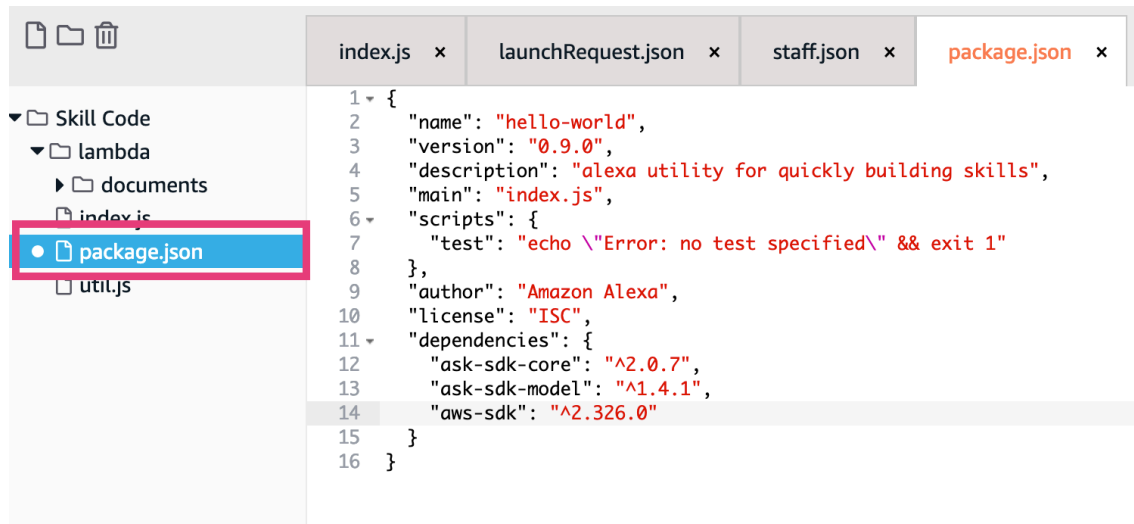 index.js ×
launchRequest.json ×
staff.json ×
package.json ×
Skill Code
lambda
documents
index.js
package.json
util.js
1 {
2   "name": "hello-world",
3   "version": "0.9.0",
4   "description": "alexa utility for quickly building skills",
5   "main": "index.js",
6   "scripts": {
7     "test": "echo \"Error: no test specified\" && exit 1"
8   },
9   "author": "Amazon Alexa",
10   "license": "ISC",
11   "dependencies": {
12     "ask-sdk-core": "^2.0.7",
13     "ask-sdk-model": "^1.4.1",
14     "aws-sdk": "^2.326.0"
15   }
16 }